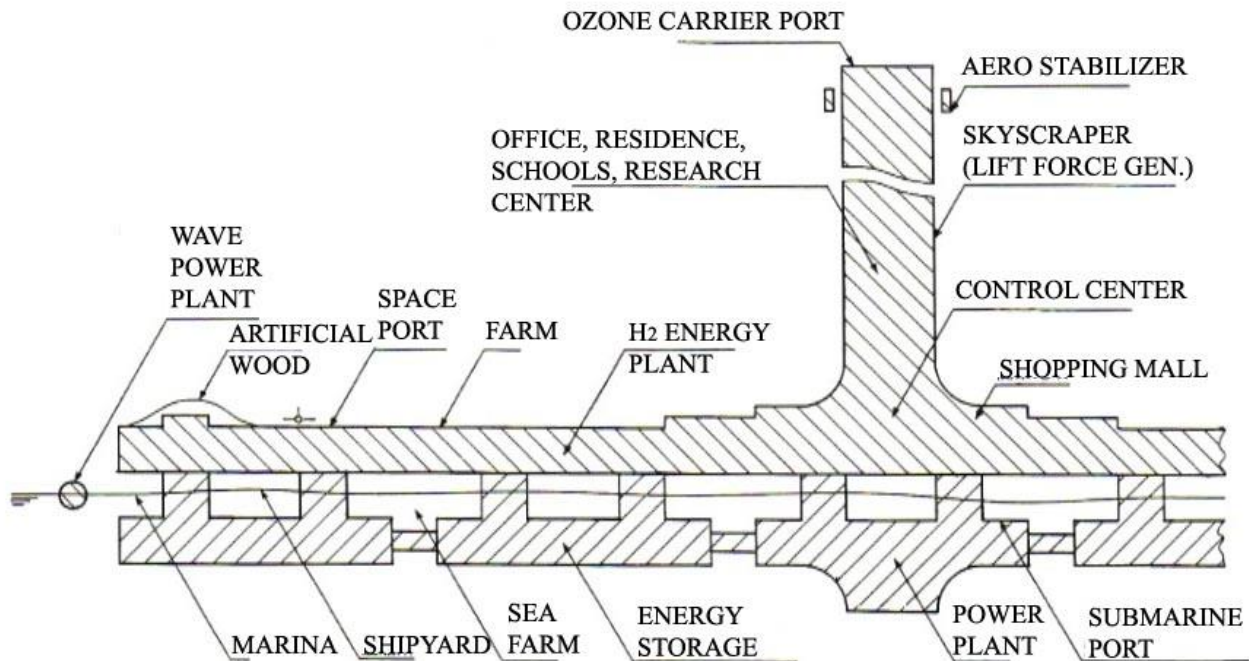 OZONE CARRIER PORT
AERO STABILIZER
OFFICE, RESIDENCE,
SCHOOLS, RESEARCH
CENTER
SKYSCRAPER
(LIFT FORCE GEN.)
WAVE
POWER
PLANT
ARTIFICIAL
WOOD
SPACE
PORT
FARM
H2 ENERGY
PLANT
CONTROL CENTER
SHOPPING MALL
MARINA
SHIPYARD
SEA
FARM
ENERGY
STORAGE
POWER
PLANT
SUBMARINE
PORT